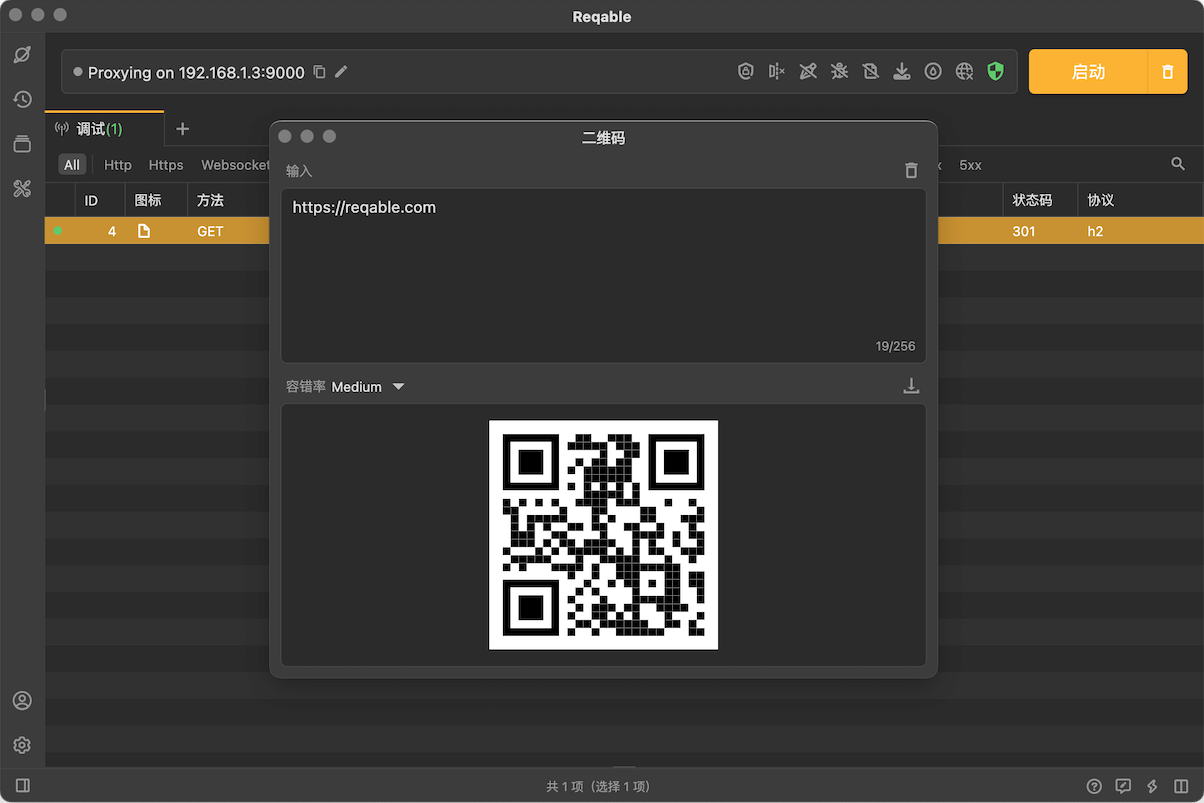 Reqable
Proxying on 192.168.1.3:9000
启动
调试(1)
All Http Https Websocket 5xx
二维码
输入
ID 图标 方法 状态码 协议
https://reqable.com
4 GET 301 h2
19/256
容错率 Medium
共 1 项（选择 1 项）